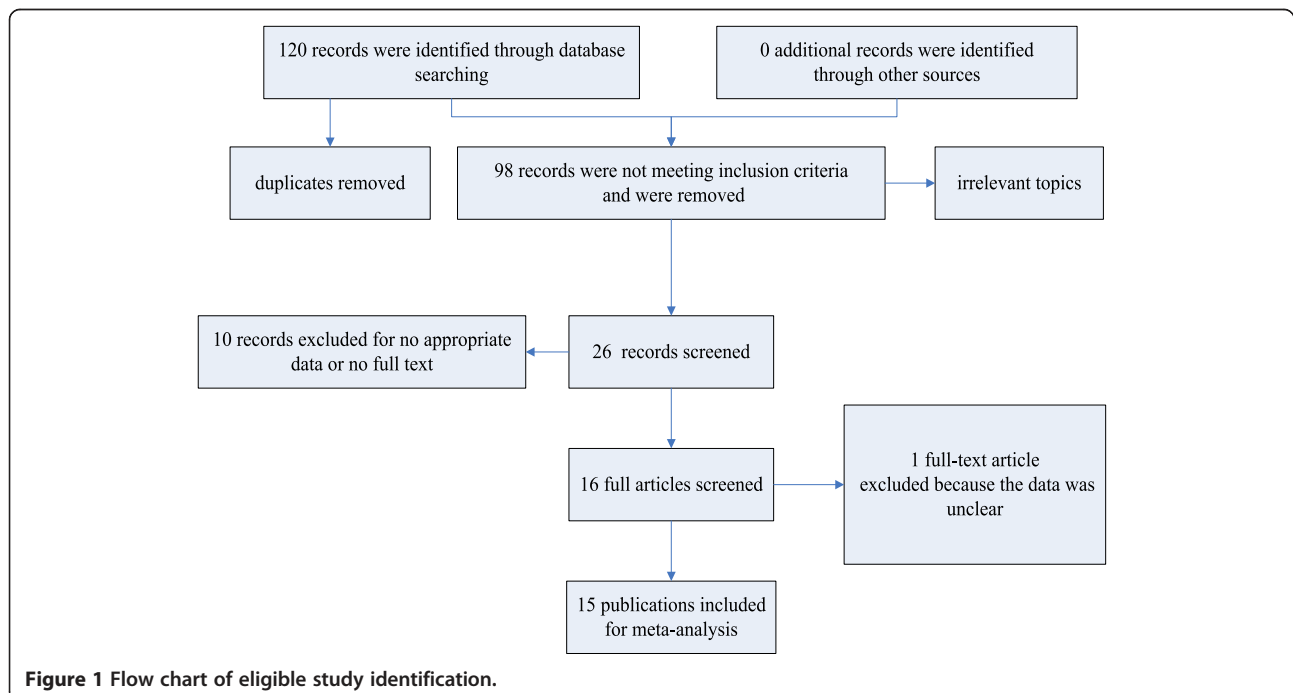 120 records were identified through database
searching
0 additional records were identified
through other sources
duplicates removed
98 records were not meeting inclusion criteria
and were removed
irrelevant topics
10 records excluded for no appropriate
data or no full text
26 records screened
16 full articles screened
1 full-text article
excluded because the data was
unclear
15 publications included
for meta-analysis
Figure 1 Flow chart of eligible study identification.